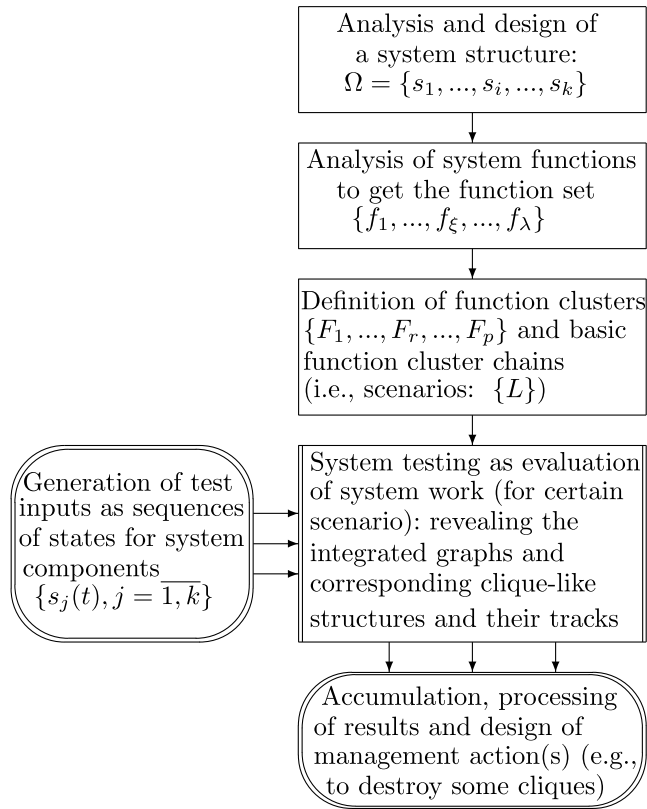 Analysis and design of
a system structure:
Ω = {s₁, ..., sᵢ, ..., sₖ}
Analysis of system functions
to get the function set
{f₁, ..., f_ξ, ..., f_λ}
Definition of function clusters
{F₁, ..., Fᵣ, ..., Fₚ} and basic
function cluster chains
(i.e., scenarios: {L})
Generation of test
inputs as sequences
of states for system
components
{sⱼ(t), j = \overline{1, k}}
System testing as evaluation
of system work (for certain
scenario): revealing the
integrated graphs and
corresponding clique-like
structures and their tracks
Accumulation, processing
of results and design of
management action(s) (e.g.,
to destroy some cliques)